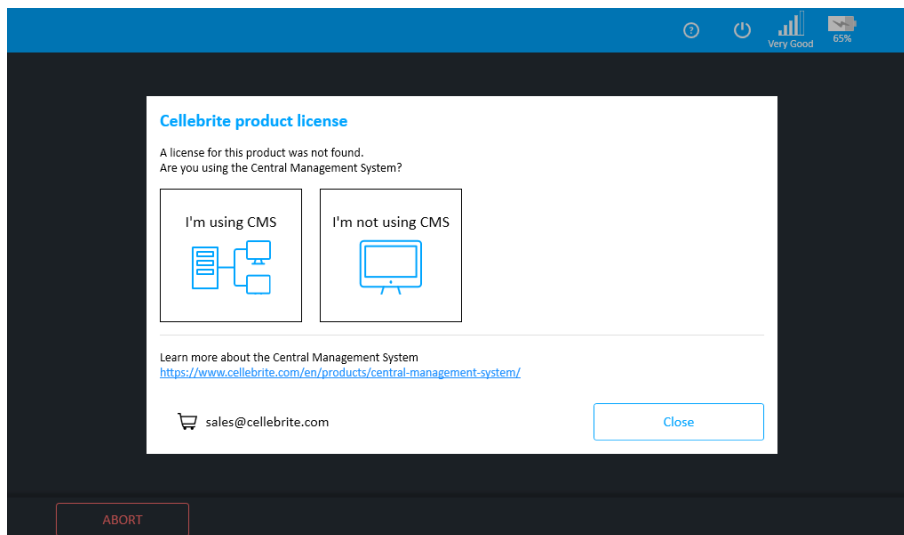 Very Good
65%
Cellebrite product license
A license for this product was not found.
Are you using the Central Management System?
I'm using CMS
I'm not using CMS
Learn more about the Central Management System
https://www.cellebrite.com/en/products/central-management-system/
sales@cellebrite.com
Close
ABORT